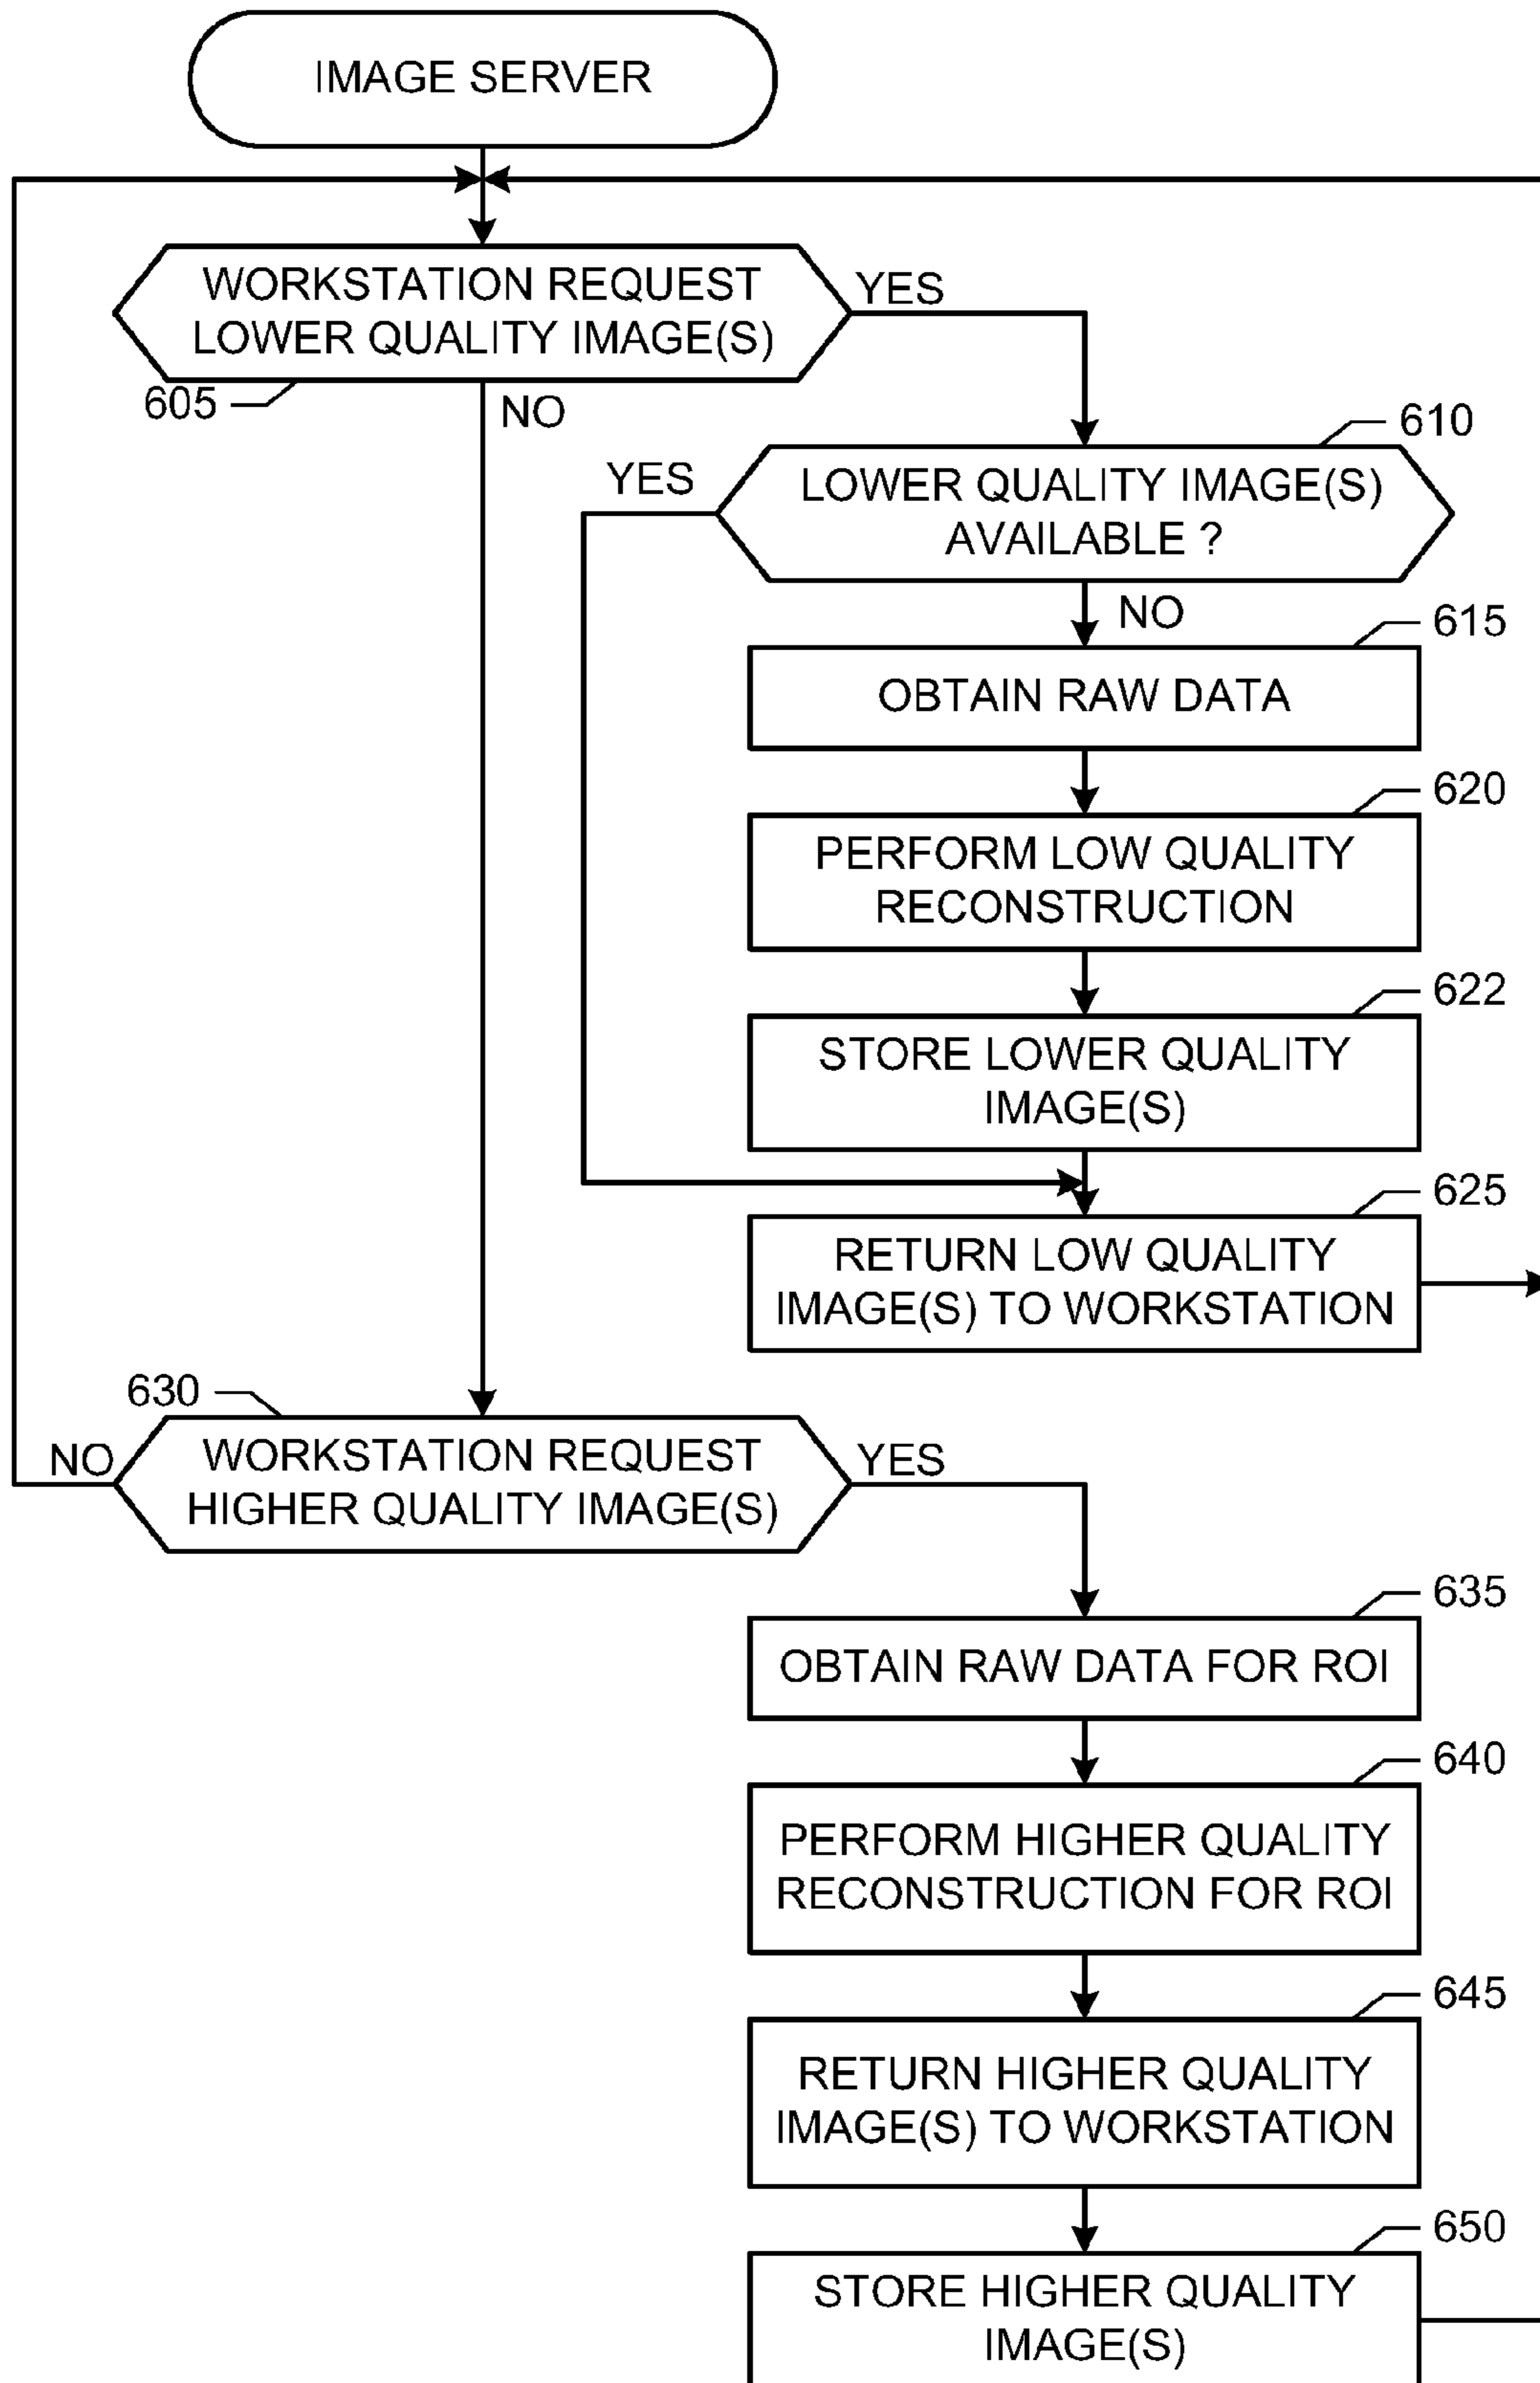 IMAGE SERVER
WORKSTATION REQUEST
LOWER QUALITY IMAGE(S)
YES
605
NO
610
YES
LOWER QUALITY IMAGE(S)
AVAILABLE ?
NO
615
OBTAIN RAW DATA
620
PERFORM LOW QUALITY
RECONSTRUCTION
622
STORE LOWER QUALITY
IMAGE(S)
625
RETURN LOW QUALITY
IMAGE(S) TO WORKSTATION
630
NO
WORKSTATION REQUEST
HIGHER QUALITY IMAGE(S)
YES
635
OBTAIN RAW DATA FOR ROI
640
PERFORM HIGHER QUALITY
RECONSTRUCTION FOR ROI
645
RETURN HIGHER QUALITY
IMAGE(S) TO WORKSTATION
650
STORE HIGHER QUALITY
IMAGE(S)